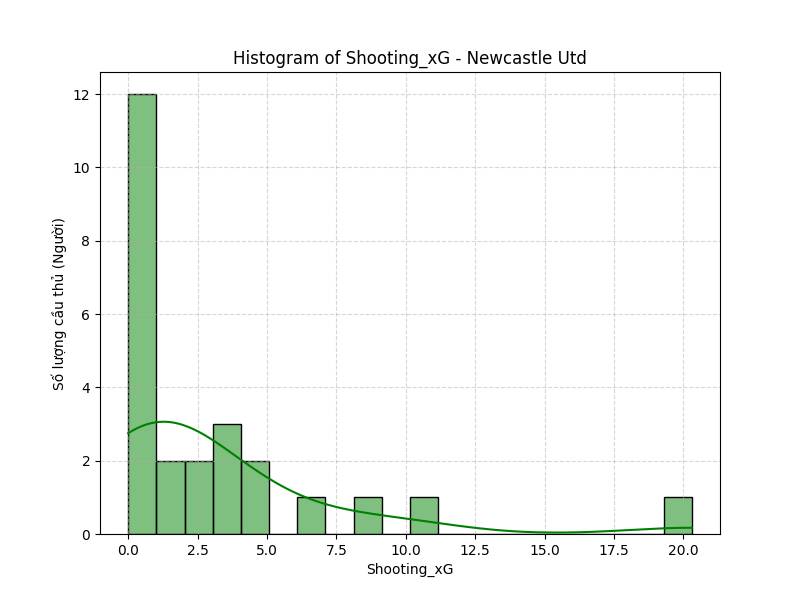 Histogram of Shooting_xG - Newcastle Utd
Số lượng cầu thủ (Người)
12
10
8
6
4
2
0
0.0 2.5 5.0 7.5 10.0 12.5 15.0 17.5 20.0
Shooting_xG